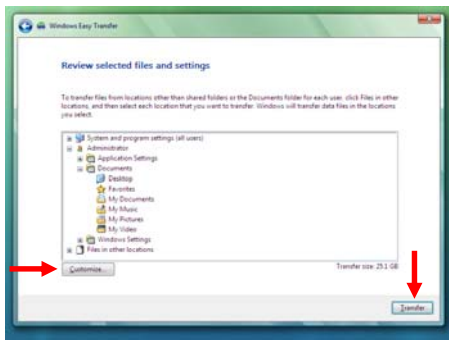 Windows Easy Transfer
Review selected files and settings
To transfer files from locations other than shared folders or the Documents folder for each user, click Files in other
locations, and then select each location that you want to transfer. Windows will transfer data files in the locations
you select.
System and program settings (all users)
Administrator
Application Settings
Documents
Desktop
Favorites
My Documents
My Music
My Pictures
My Video
Windows Settings
Files in other locations
Customize...
Transfer size: 29.1 GB
Transfer